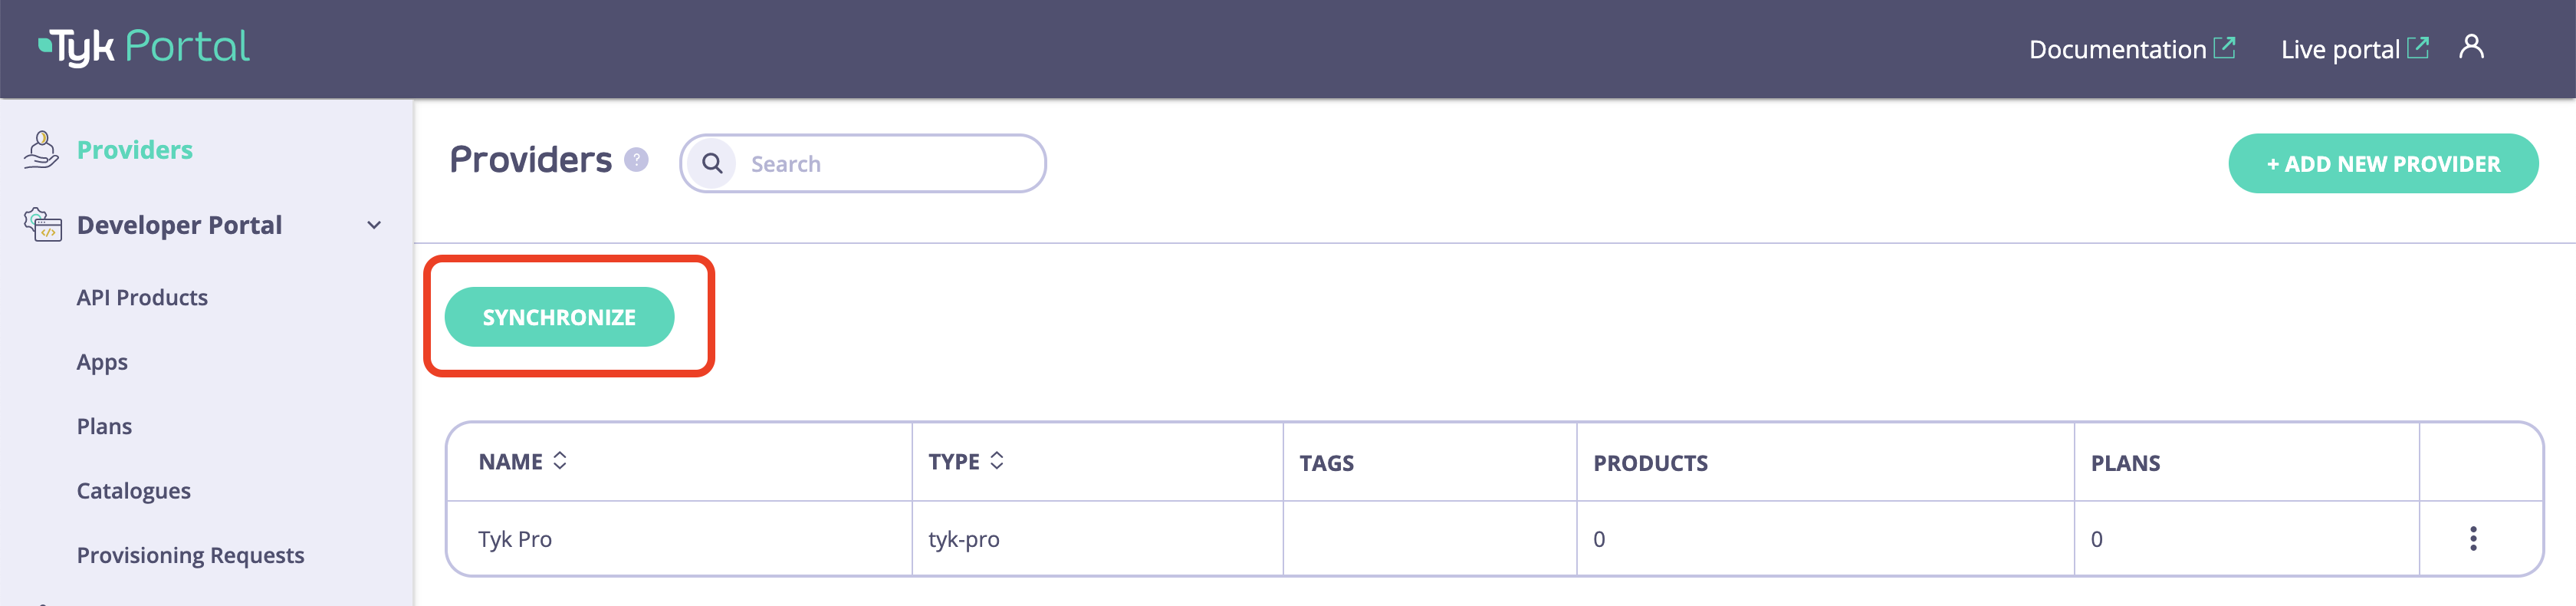 Tyk Portal
Documentation
Live portal
Providers
Developer Portal
API Products
Apps
Plans
Catalogues
Provisioning Requests
Providers ?
Search
+ ADD NEW PROVIDER
SYNCHRONIZE
NAME TYPE TAGS PRODUCTS PLANS
Tyk Pro tyk-pro 0 0